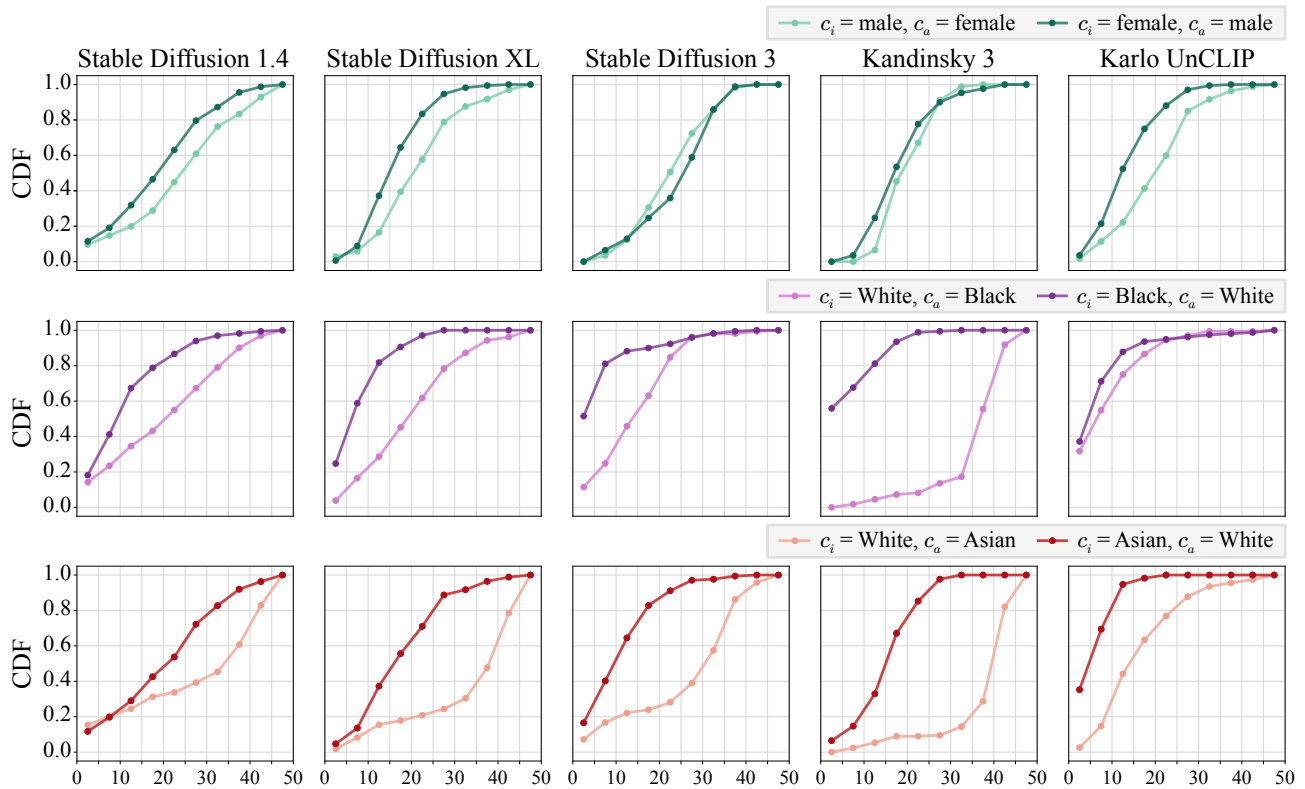 c_i = male, c_a = female c_i = female, c_a = male
Stable Diffusion 1.4 Stable Diffusion XL Stable Diffusion 3 Kandinsky 3 Karlo UnCLIP
1.0
0.8
0.6
0.4
0.2
0.0
CDF
c_i = White, c_a = Black c_i = Black, c_a = White
1.0
0.8
0.6
0.4
0.2
0.0
CDF
c_i = White, c_a = Asian c_i = Asian, c_a = White
1.0
0.8
0.6
0.4
0.2
0.0
CDF
0 10 20 30 40 50 0 10 20 30 40 50 0 10 20 30 40 50 0 10 20 30 40 50 0 10 20 30 40 50